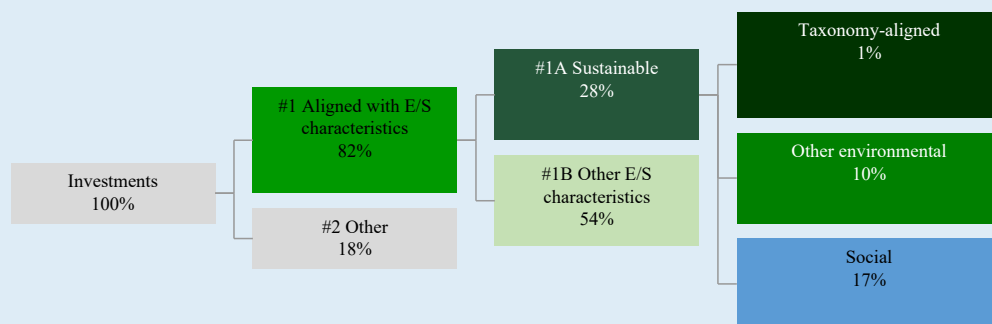 Investments
100%
#1 Aligned with E/S
characteristics
82%
#2 Other
18%
#1A Sustainable
28%
#1B Other E/S
characteristics
54%
Taxonomy-aligned
1%
Other environmental
10%
Social
17%